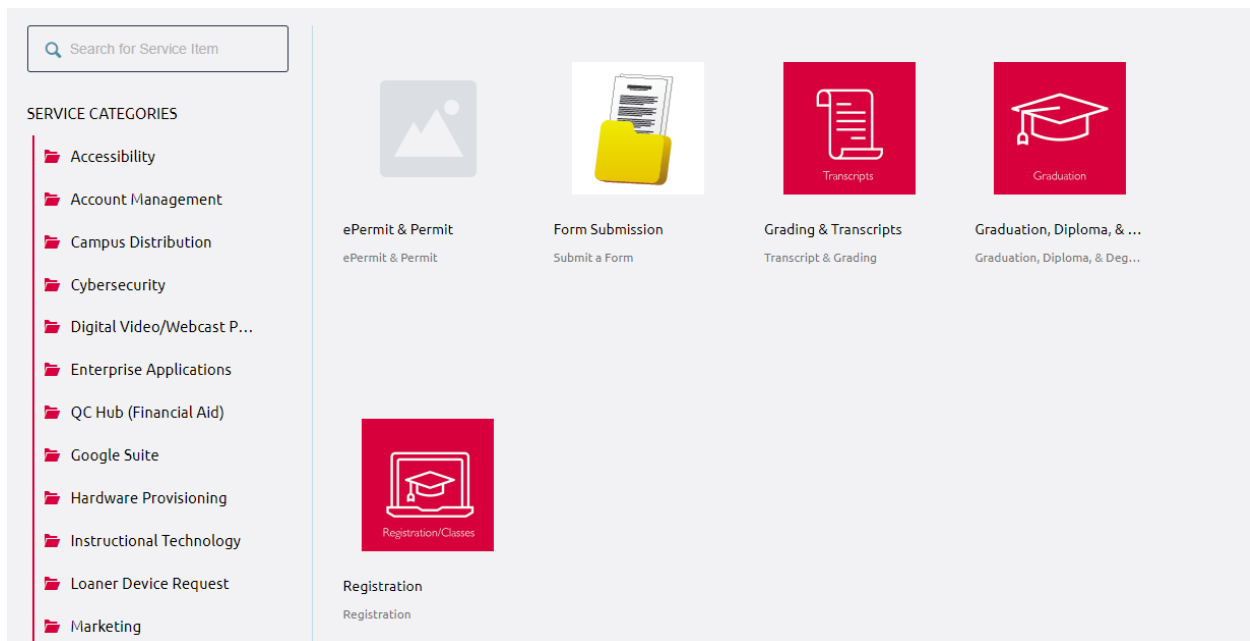 Search for Service Item
SERVICE CATEGORIES
Accessibility
Account Management
Campus Distribution
Cybersecurity
Digital Video/Webcast P...
Enterprise Applications
QC Hub (Financial Aid)
Google Suite
Hardware Provisioning
Instructional Technology
Loaner Device Request
Marketing
ePermit & Permit
ePermit & Permit
Form Submission
Submit a Form
Transcripts
Grading & Transcripts
Transcript & Grading
Graduation
Graduation, Diploma, & ...
Graduation, Diploma, & Deg...
Registration/Classes
Registration
Registration